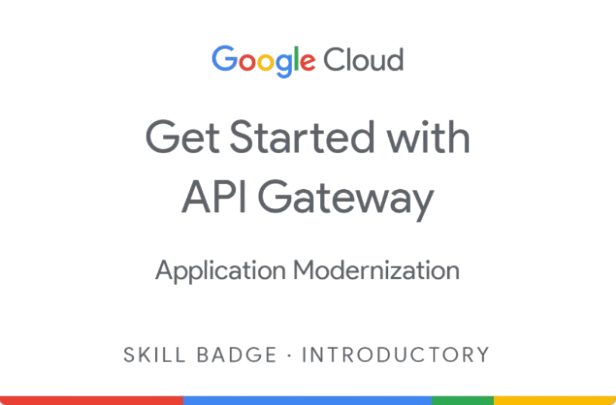 Google Cloud
Get Started with
API Gateway
Application Modernization
SKILL BADGE · INTRODUCTORY